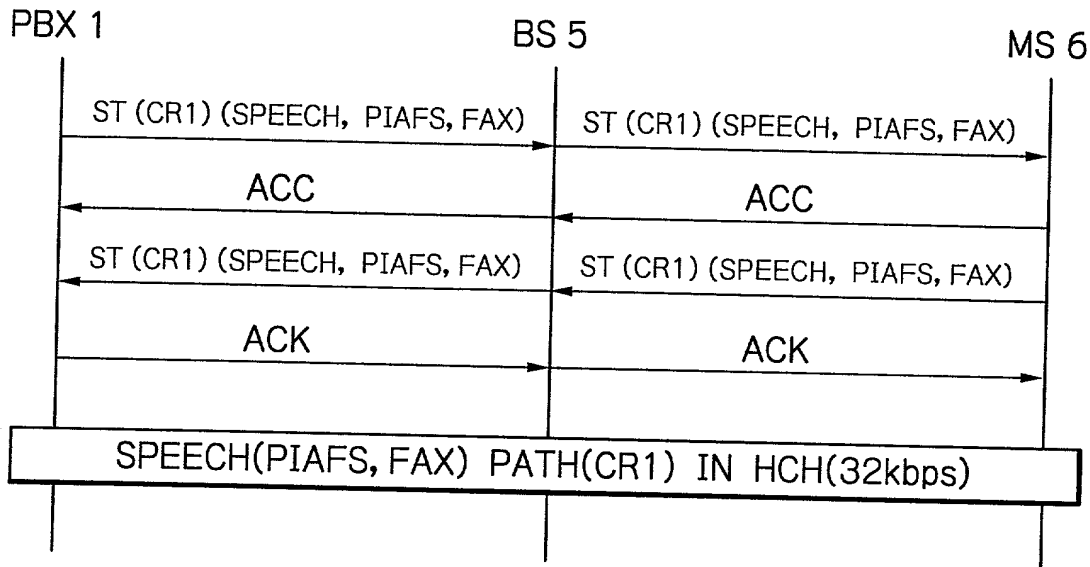 PBX 1
BS 5
MS 6
ST (CR1) (SPEECH, PIAFS, FAX)
ST (CR1) (SPEECH, PIAFS, FAX)
ACC
ACC
ST (CR1) (SPEECH, PIAFS, FAX)
ST (CR1) (SPEECH, PIAFS, FAX)
ACK
ACK
SPEECH(PIAFS, FAX) PATH(CR1) IN HCH(32kbps)